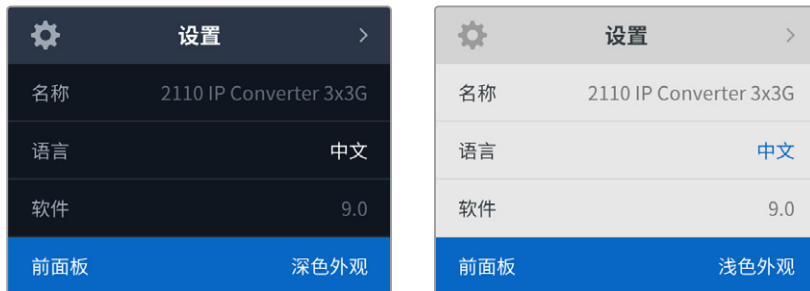 设置
名称 2110 IP Converter 3x3G
语言 中文
软件 9.0
前面板 深色外观
设置
名称 2110 IP Converter 3x3G
语言 中文
软件 9.0
前面板 浅色外观